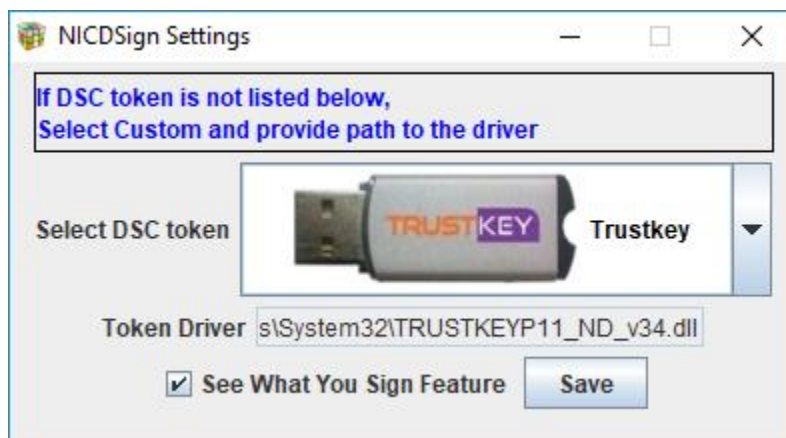 NICDSign Settings
If DSC token is not listed below,
Select Custom and provide path to the driver
Select DSC token
TRUSTKEY
Trustkey
Token Driver
s\System32\TRUSTKEYP11_ND_v34.dll
See What You Sign Feature
Save